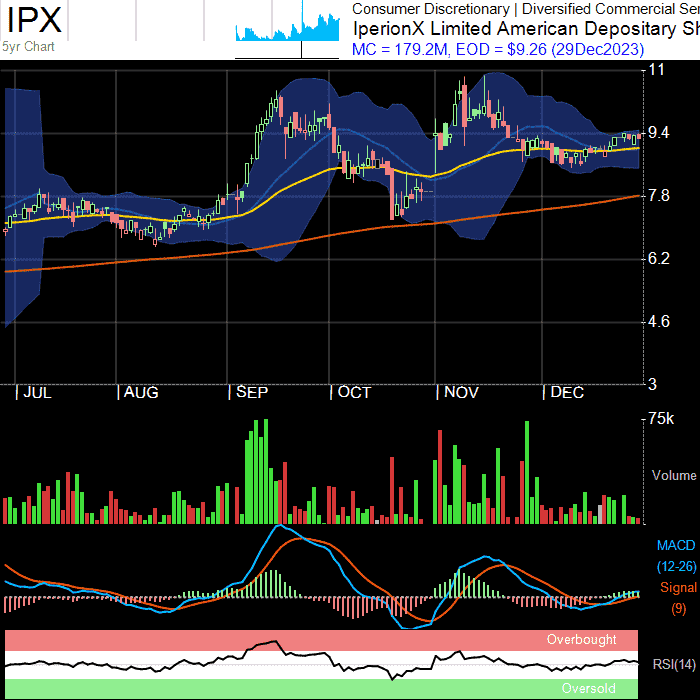 IPX
5yr Chart
Consumer Discretionary | Diversified Commercial Ser
IperionX Limited American Depositary Sh
MC = 179.2M, EOD = $9.26 (29Dec2023)
11
9.4
7.8
6.2
4.6
3
JUL AUG SEP OCT NOV DEC
75k
Volume
MACD
(12-26)
Signal
(9)
Overbought
RSI(14)
Oversold